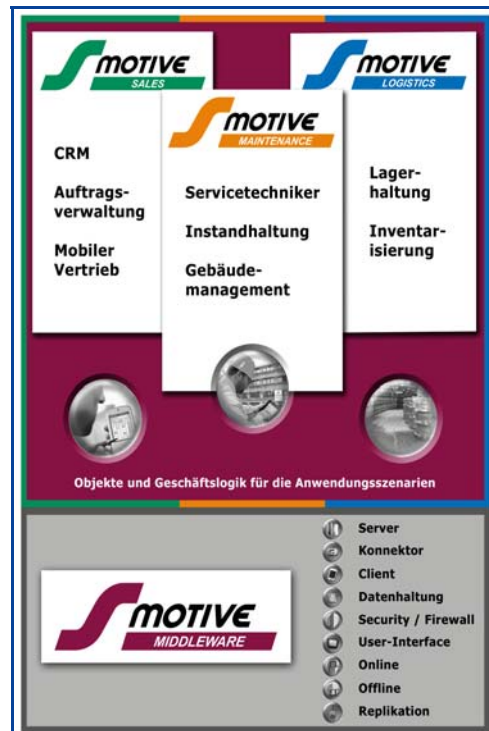 MOTIVE
SALES
CRM
Auftrags-
verwaltung
Mobiler
Vertrieb
MOTIVE
MAINTENANCE
Servicetechniker
Instandhaltung
Gebäude-
management
MOTIVE
LOGISTICS
Lager-
haltung
Inventar-
isierung
Objekte und Geschäftslogik für die Anwendungsszenarien
MOTIVE
MIDDLEWARE
Server
Konnektor
Client
Datenhaltung
Security / Firewall
User-Interface
Online
Offline
Replikation